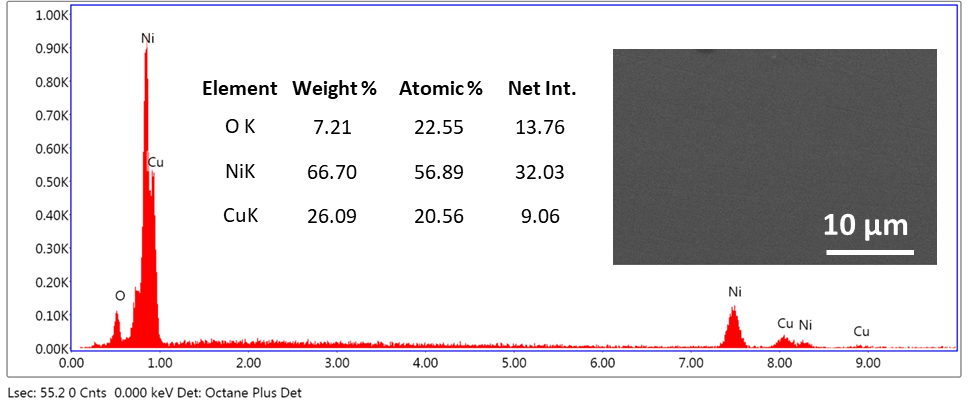 1.00K
0.90K
0.80K
0.70K
0.60K
0.50K
0.40K
0.30K
0.20K
0.10K
0.00K
Ni
Cu
O
Element Weight % Atomic % Net Int.
O K 7.21 22.55 13.76
NiK 66.70 56.89 32.03
CuK 26.09 20.56 9.06
10 µm
Ni
Cu Ni
Cu
0.00 1.00 2.00 3.00 4.00 5.00 6.00 7.00 8.00 9.00
Lsec: 55.2 0 Cnts 0.000 keV Det: Octane Plus Det